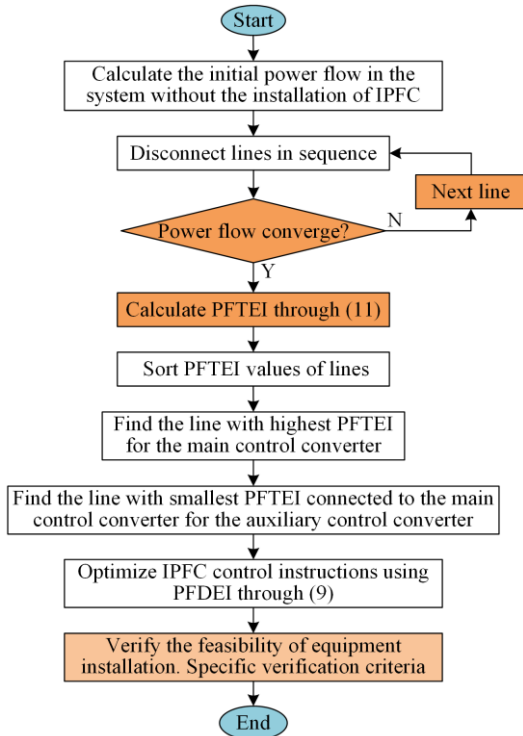 Start
Calculate the initial power flow in the
system without the installation of IPFC
Disconnect lines in sequence
Next line
Power flow converge?
N
Y
Calculate PFTEI through (11)
Sort PFTEI values of lines
Find the line with highest PFTEI
for the main control converter
Find the line with smallest PFTEI connected to the main
control converter for the auxiliary control converter
Optimize IPFC control instructions using
PFDEI through (9)
Verify the feasibility of equipment
installation. Specific verification criteria
End